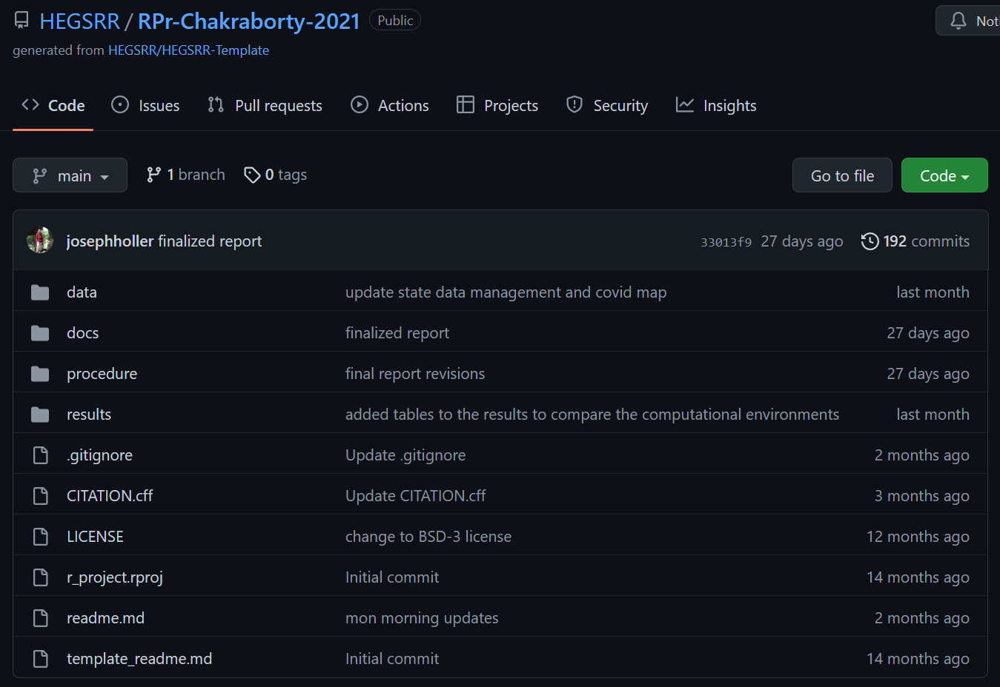 HEGSRR / RPr-Chakraborty-2021 Public Noti
generated from HEGSRR/HEGSRR-Template
Code Issues Pull requests Actions Projects Security Insights
main 1 branch 0 tags Go to file Code
josephholler finalized report 33013f9 27 days ago 192 commits
data update state data management and covid map last month
docs finalized report 27 days ago
procedure final report revisions 27 days ago
results added tables to the results to compare the computational environments last month
.gitignore Update .gitignore 2 months ago
CITATION.cff Update CITATION.cff 3 months ago
LICENSE change to BSD-3 license 12 months ago
r_project.rproj Initial commit 14 months ago
readme.md mon morning updates 2 months ago
template_readme.md Initial commit 14 months ago